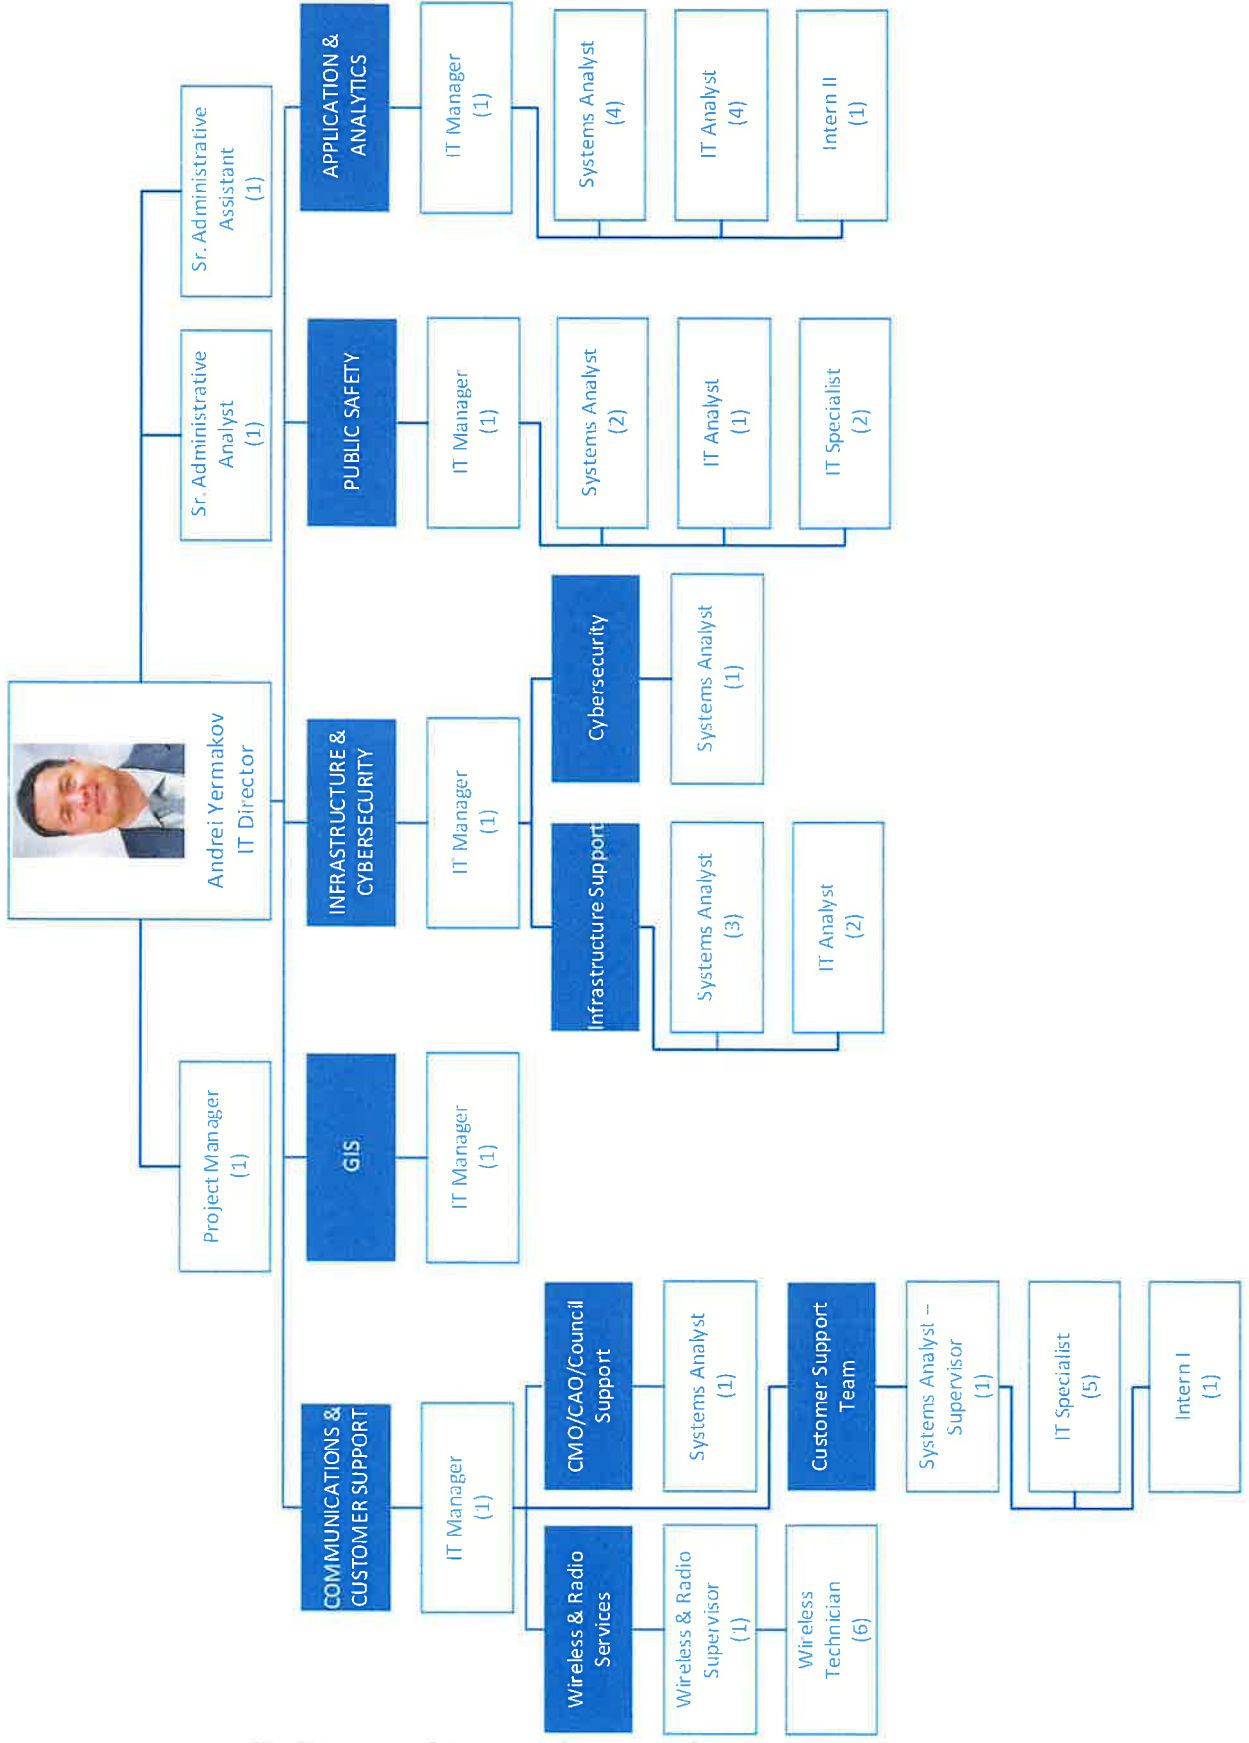 Andrei Yermakov
IT Director
Project Manager
(1)
Sr. Administrative
Analyst
(1)
Sr. Administrative
Assistant
(1)
COMMUNICATIONS &
CUSTOMER SUPPORT
IT Manager
(1)
Wireless & Radio
Services
Wireless & Radio
Supervisor
(1)
Wireless
Technician
(6)
CMO/CAO/Council
Support
Systems Analyst
(1)
Customer Support
Team
Systems Analyst –
Supervisor
(1)
IT Specialist
(5)
Intern I
(1)
GIS
IT Manager
(1)
INFRASTRUCTURE &
CYBERSECURITY
IT Manager
(1)
Infrastructure Support
Systems Analyst
(3)
IT Analyst
(2)
Cybersecurity
Systems Analyst
(1)
PUBLIC SAFETY
IT Manager
(1)
Systems Analyst
(2)
IT Analyst
(1)
IT Specialist
(2)
APPLICATION &
ANALYTICS
IT Manager
(1)
Systems Analyst
(4)
IT Analyst
(4)
Intern II
(1)